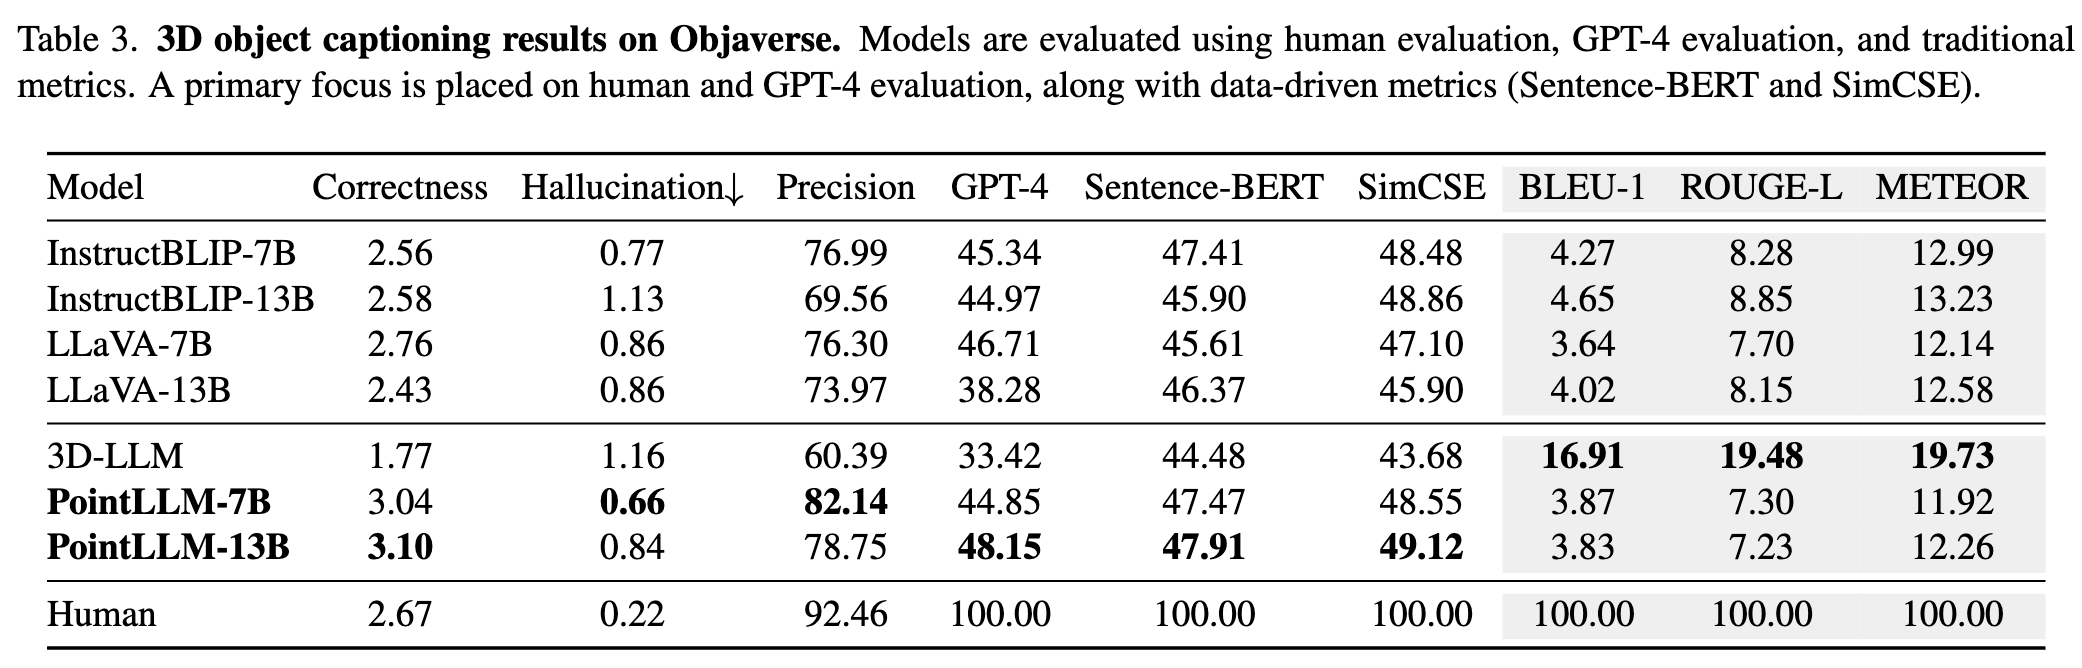 Table 3. 3D object captioning results on Objaverse. Models are evaluated using human evaluation, GPT-4 evaluation, and traditional
metrics. A primary focus is placed on human and GPT-4 evaluation, along with data-driven metrics (Sentence-BERT and SimCSE).
Model Correctness Hallucination↓ Precision GPT-4 Sentence-BERT SimCSE BLEU-1 ROUGE-L METEOR
InstructBLIP-7B 2.56 0.77 76.99 45.34 47.41 48.48 4.27 8.28 12.99
InstructBLIP-13B 2.58 1.13 69.56 44.97 45.90 48.86 4.65 8.85 13.23
LLaVA-7B 2.76 0.86 76.30 46.71 45.61 47.10 3.64 7.70 12.14
LLaVA-13B 2.43 0.86 73.97 38.28 46.37 45.90 4.02 8.15 12.58
3D-LLM 1.77 1.16 60.39 33.42 44.48 43.68 16.91 19.48 19.73
PointLLM-7B 3.04 0.66 82.14 44.85 47.47 48.55 3.87 7.30 11.92
PointLLM-13B 3.10 0.84 78.75 48.15 47.91 49.12 3.83 7.23 12.26
Human 2.67 0.22 92.46 100.00 100.00 100.00 100.00 100.00 100.00